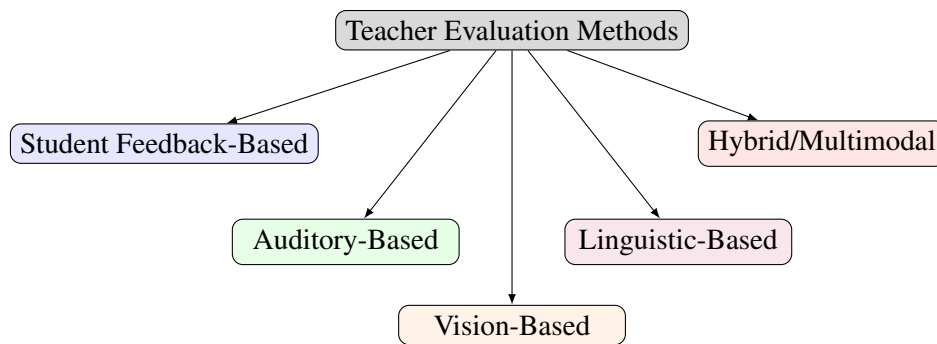 Teacher Evaluation Methods
Student Feedback-Based
Hybrid/Multimodal
Auditory-Based
Linguistic-Based
Vision-Based